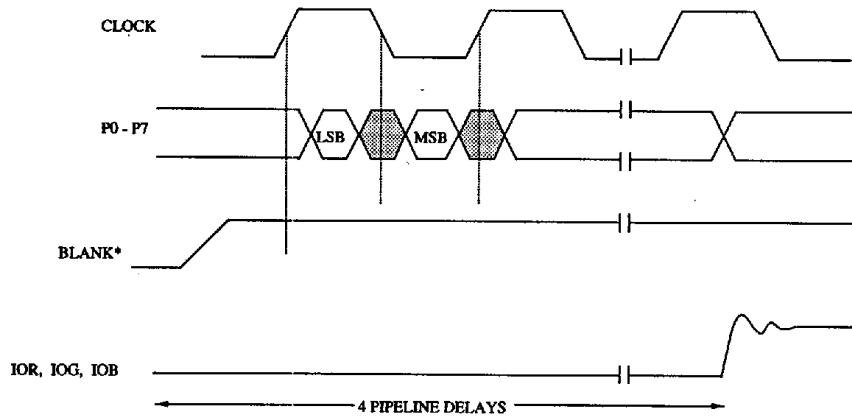 CLOCK
P0 - P7
LSB
MSB
BLANK*
IOR, IOG, IOB
4 PIPELINE DELAYS